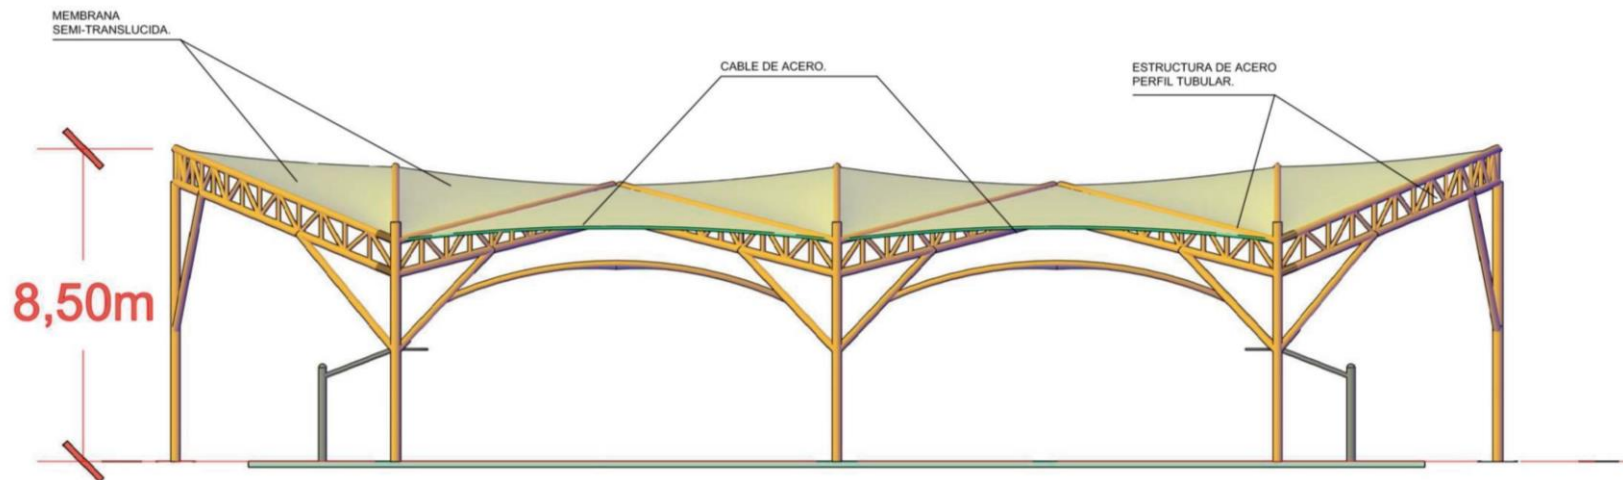 MEMBRANA
SEMI-TRANSLUCIDA.
CABLE DE ACERO.
ESTRUCTURA DE ACERO
PERFIL TUBULAR.
8,50m